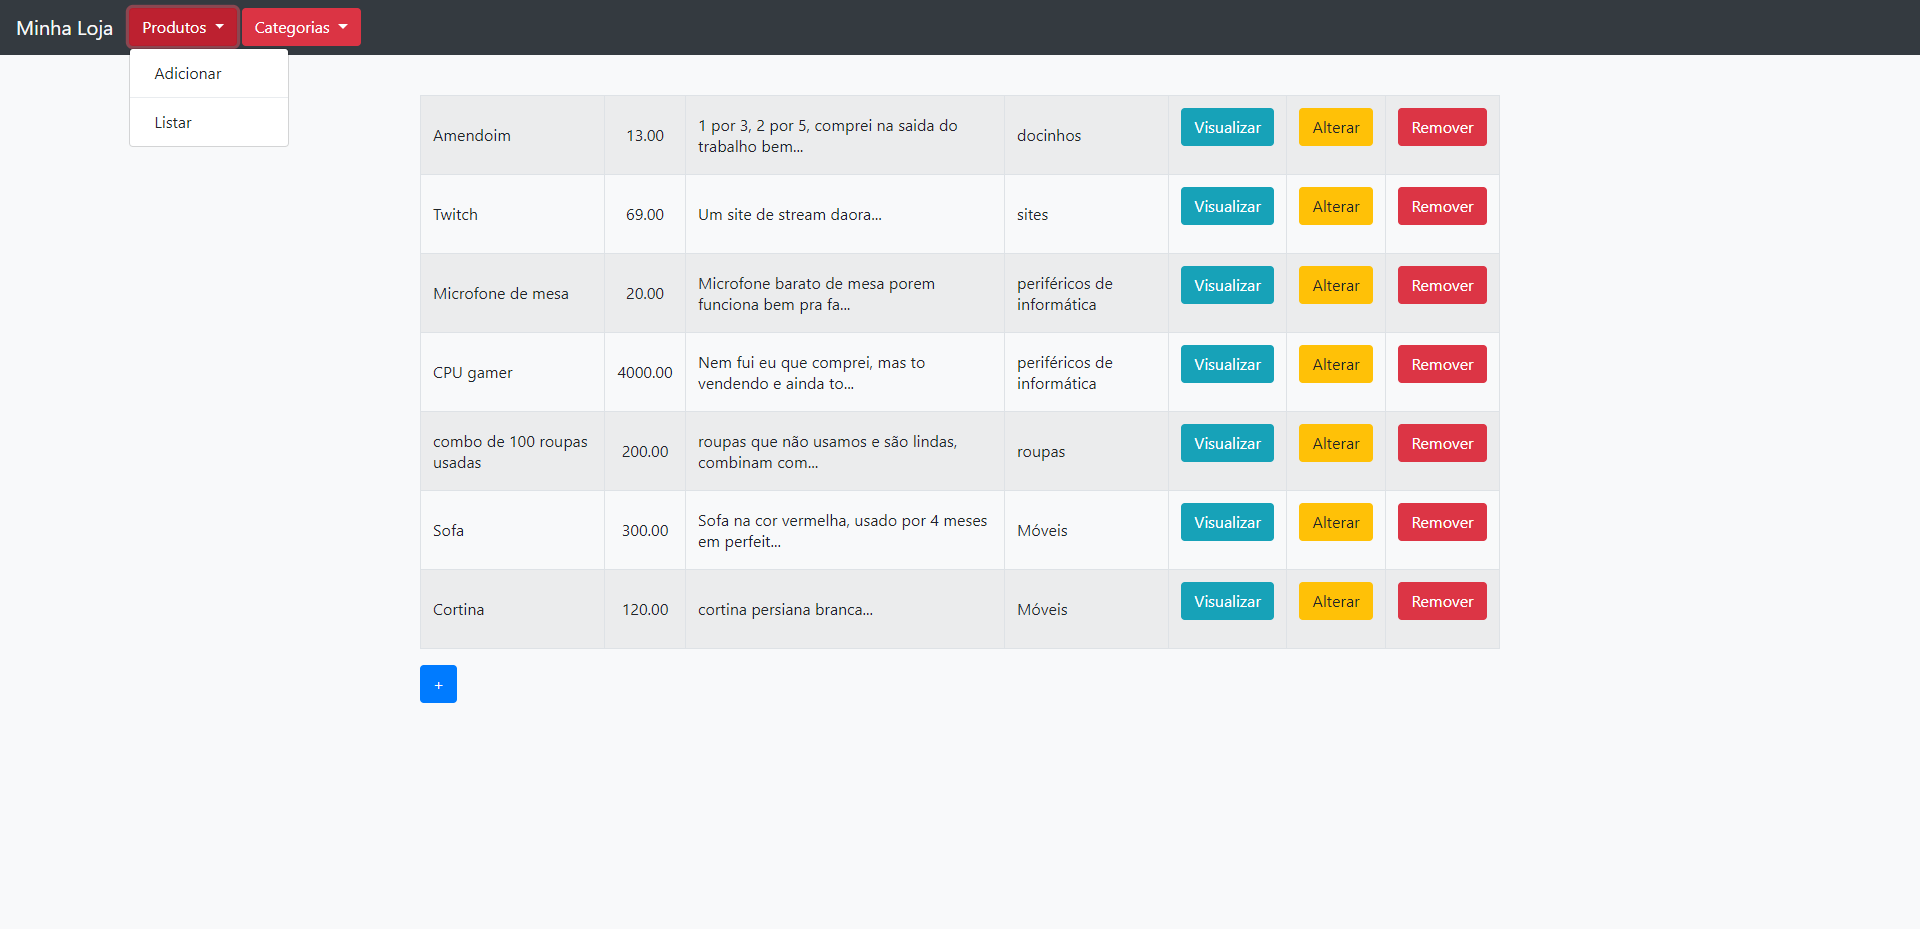 Minha Loja Produtos Categorias
Adicionar
Listar
Amendoim 13.00 1 por 3, 2 por 5, comprei na saida do trabalho bem... docinhos Visualizar Alterar Remover
Twitch 69.00 Um site de stream daora... sites Visualizar Alterar Remover
Microfone de mesa 20.00 Microfone barato de mesa porem funciona bem pra fa... periféricos de informática Visualizar Alterar Remover
CPU gamer 4000.00 Nem fui eu que comprei, mas to vendendo e ainda to... periféricos de informática Visualizar Alterar Remover
combo de 100 roupas usadas 200.00 roupas que não usamos e são lindas, combinam com... roupas Visualizar Alterar Remover
Sofa 300.00 Sofa na cor vermelha, usado por 4 meses em perfeit... Móveis Visualizar Alterar Remover
Cortina 120.00 cortina persiana branca... Móveis Visualizar Alterar Remover
+